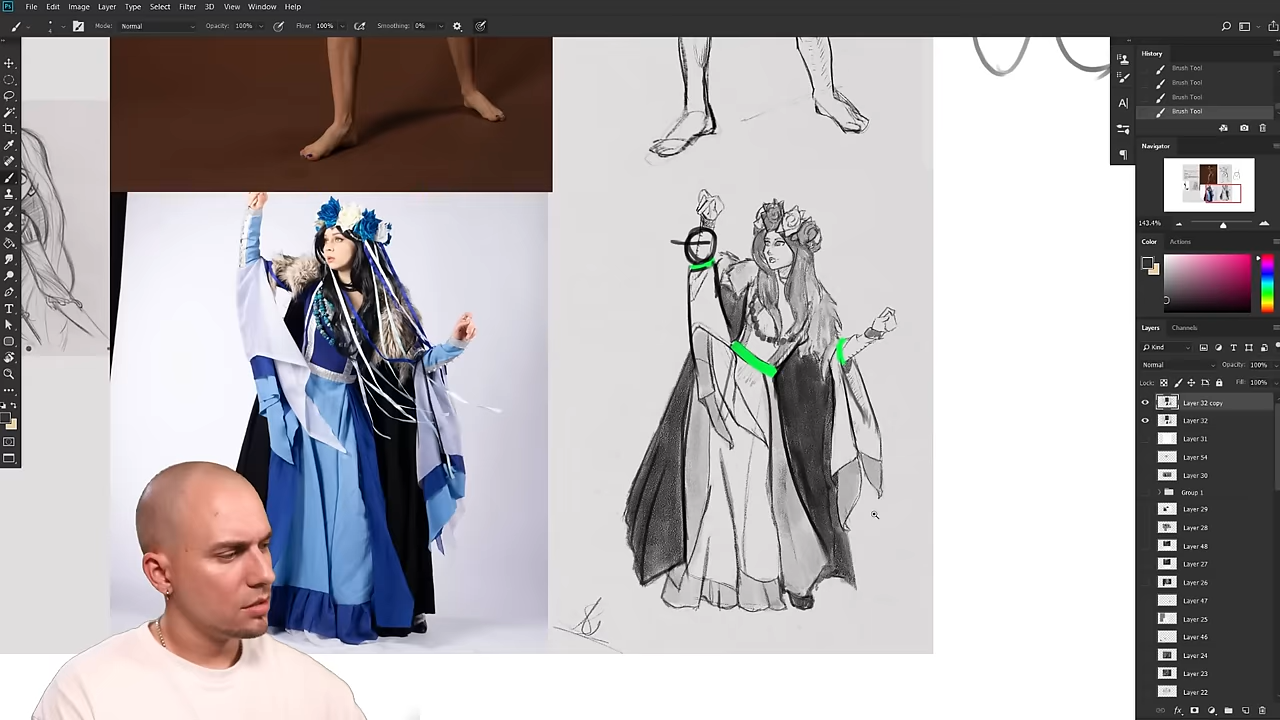 Ps File Edit Image Layer Type Select Filter 3D View Window Help
Mode: Normal Opacity: 100% Flow: 100% Smoothing: 0%
History
Brush Tool
Brush Tool
Brush Tool
Brush Tool
Navigator
143.4%
Color Actions
Layers Channels
Kind
Normal Opacity: 100%
Lock: Fill: 100%
Layer 32 copy
Layer 32
Layer 31
Layer 54
Layer 30
Group 1
Layer 29
Layer 28
Layer 48
Layer 27
Layer 26
Layer 47
Layer 25
Layer 46
Layer 24
Layer 23
Layer 22